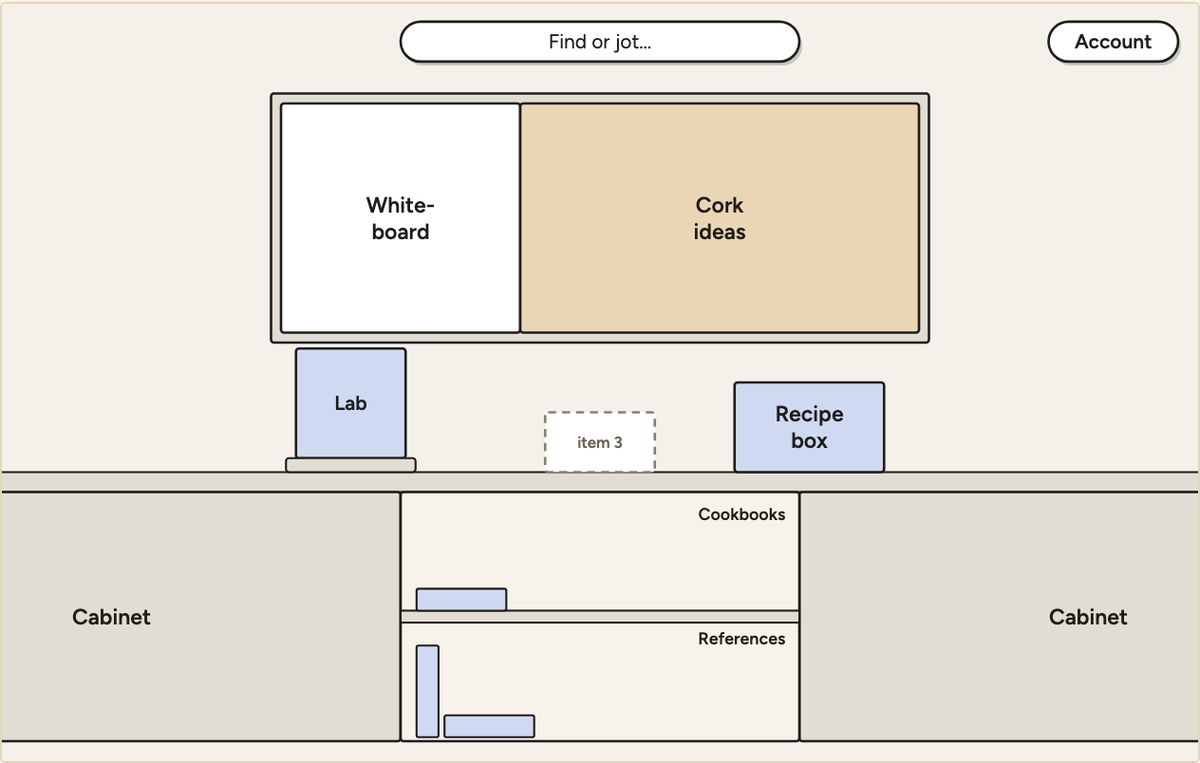 Find or jot...
Account
White-
board
Cork
ideas
Lab
item 3
Recipe
box
Cookbooks
Cabinet
Cabinet
References